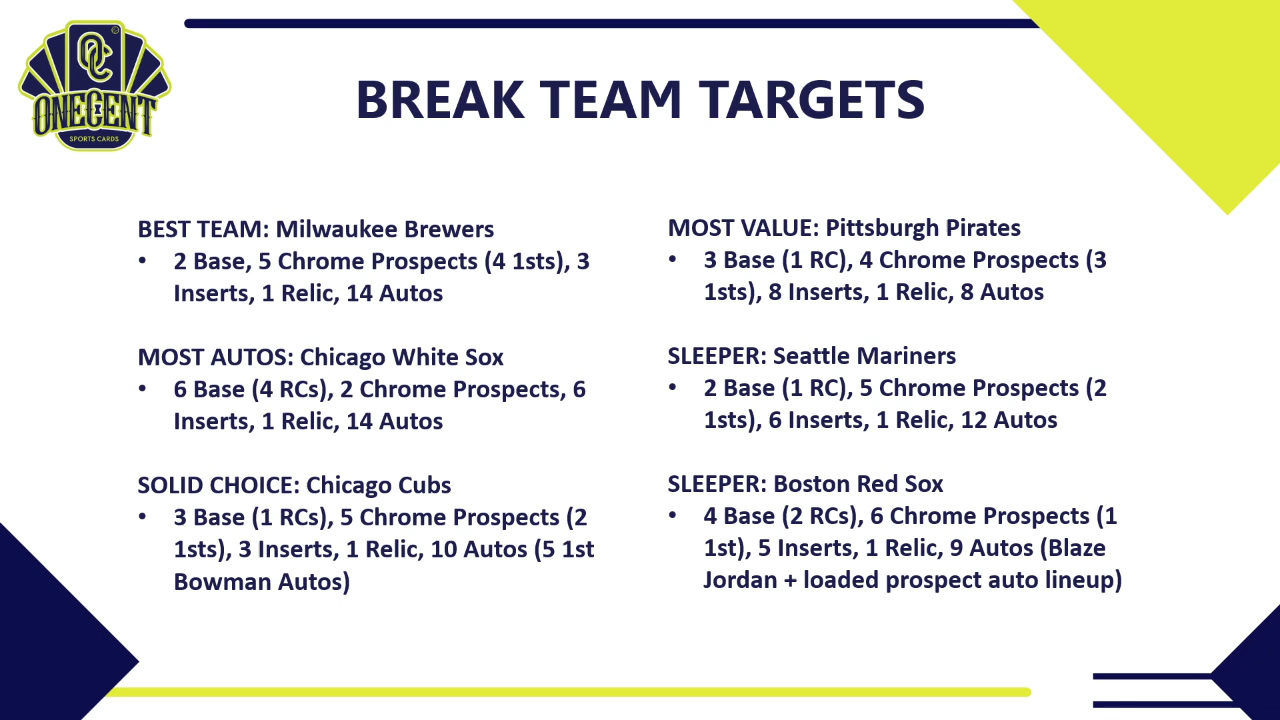 OC
ONECENT
SPORTS CARDS
BREAK TEAM TARGETS
BEST TEAM: Milwaukee Brewers
• 2 Base, 5 Chrome Prospects (4 1sts), 3
Inserts, 1 Relic, 14 Autos
MOST AUTOS: Chicago White Sox
• 6 Base (4 RCs), 2 Chrome Prospects, 6
Inserts, 1 Relic, 14 Autos
SOLID CHOICE: Chicago Cubs
• 3 Base (1 RCs), 5 Chrome Prospects (2
1sts), 3 Inserts, 1 Relic, 10 Autos (5 1st
Bowman Autos)
MOST VALUE: Pittsburgh Pirates
• 3 Base (1 RC), 4 Chrome Prospects (3
1sts), 8 Inserts, 1 Relic, 8 Autos
SLEEPER: Seattle Mariners
• 2 Base (1 RC), 5 Chrome Prospects (2
1sts), 6 Inserts, 1 Relic, 12 Autos
SLEEPER: Boston Red Sox
• 4 Base (2 RCs), 6 Chrome Prospects (1
1st), 5 Inserts, 1 Relic, 9 Autos (Blaze
Jordan + loaded prospect auto lineup)